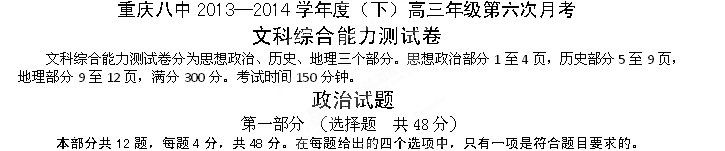 重庆八中 2013—2014 学年度（下）高三年级第六次月考
文科综合能力测试卷
文科综合能力测试卷分为思想政治、历史、地理三个部分。思想政治部分 1 至 4 页，历史部分 5 至 9 页，
地理部分 9 至 12 页，满分 300 分。考试时间 150 分钟。
政治试题
第一部分 （选择题 共 48 分）
本部分共 12 题，每题 4 分，共 48 分。在每题给出的四个选项中，只有一项是符合题目要求的。